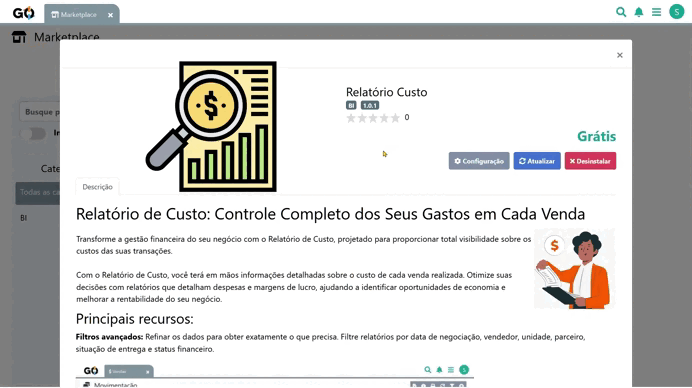 GO
Marketplace ×
S
Marketplace
×
Busque p
In
Cate
Todas as ca
BI
$
Relatório Custo
BI 1.0.1
0
Grátis
Configuração Atualizar Desinstalar
Descrição
Relatório de Custo: Controle Completo dos Seus Gastos em Cada Venda
Transforme a gestão financeira do seu negócio com o Relatório de Custo, projetado para proporcionar total visibilidade sobre os
custos das suas transações.
$
Com o Relatório de Custo, você terá em mãos informações detalhadas sobre o custo de cada venda realizada. Otimize suas
decisões com relatórios que detalham despesas e margens de lucro, ajudando a identificar oportunidades de economia e
melhorar a rentabilidade do seu negócio.
Principais recursos:
Filtros avançados: Refinar os dados para obter exatamente o que precisa. Filtre relatórios por data de negociação, vendedor, unidade, parceiro,
situação de entrega e status financeiro.
GO
Movimentação